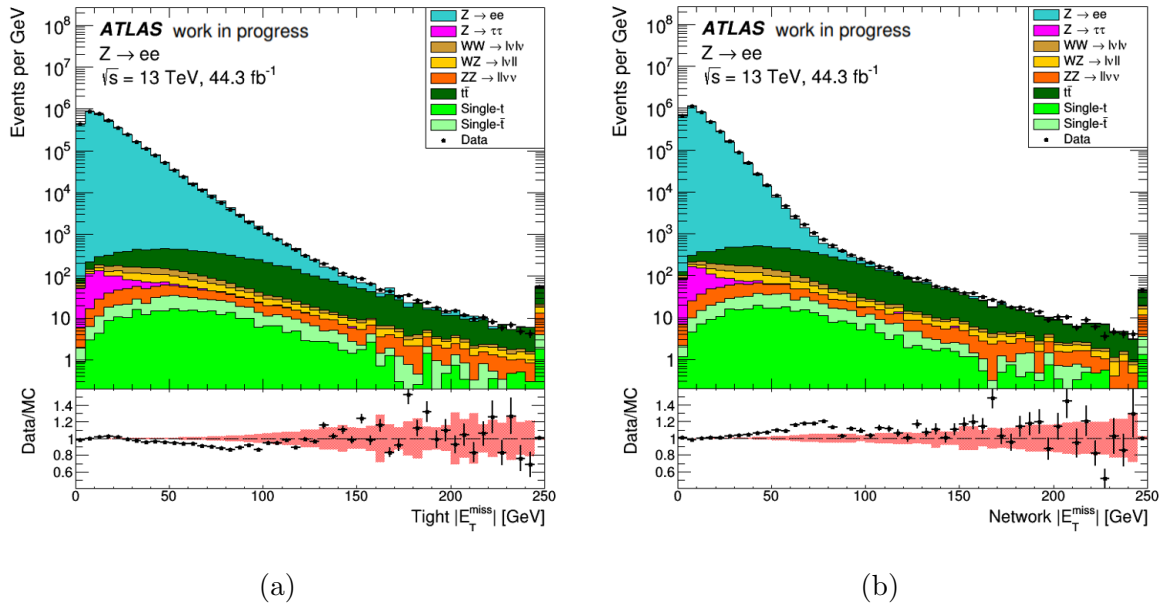 Events per GeV
10⁸
10⁷
10⁶
10⁵
10⁴
10³
10²
10
1
ATLAS work in progress
Z → ee
√s = 13 TeV, 44.3 fb⁻¹
Z → ee
Z → ττ
WW → lνlν
WZ → lνll
ZZ → llνν
tt̄
Single-t
Single-t̄
Data
Data/MC
1.4
1.2
1
0.8
0.6
0 50 100 150 200 250
Tight |E_T^miss| [GeV]
(a)
Events per GeV
10⁸
10⁷
10⁶
10⁵
10⁴
10³
10²
10
1
ATLAS work in progress
Z → ee
√s = 13 TeV, 44.3 fb⁻¹
Z → ee
Z → ττ
WW → lνlν
WZ → lνll
ZZ → llνν
tt̄
Single-t
Single-t̄
Data
Data/MC
1.4
1.2
1
0.8
0.6
0 50 100 150 200 250
Network |E_T^miss| [GeV]
(b)